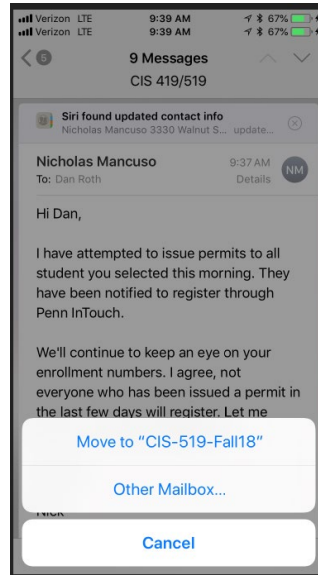 Verizon LTE 9:39 AM 67%
Verizon LTE 9:39 AM 67%
5 9 Messages
CIS 419/519
Siri found updated contact info
Nicholas Mancuso 3330 Walnut S... update...
Nicholas Mancuso 9:37 AM
NM
To: Dan Roth Details
Hi Dan,
I have attempted to issue permits to all
student you selected this morning. They
have been notified to register through
Penn InTouch.
We'll continue to keep an eye on your
enrollment numbers. I agree, not
everyone who has been issued a permit in
the last few days will register. Let me
Move to “CIS-519-Fall18”
Other Mailbox...
Nick
Cancel